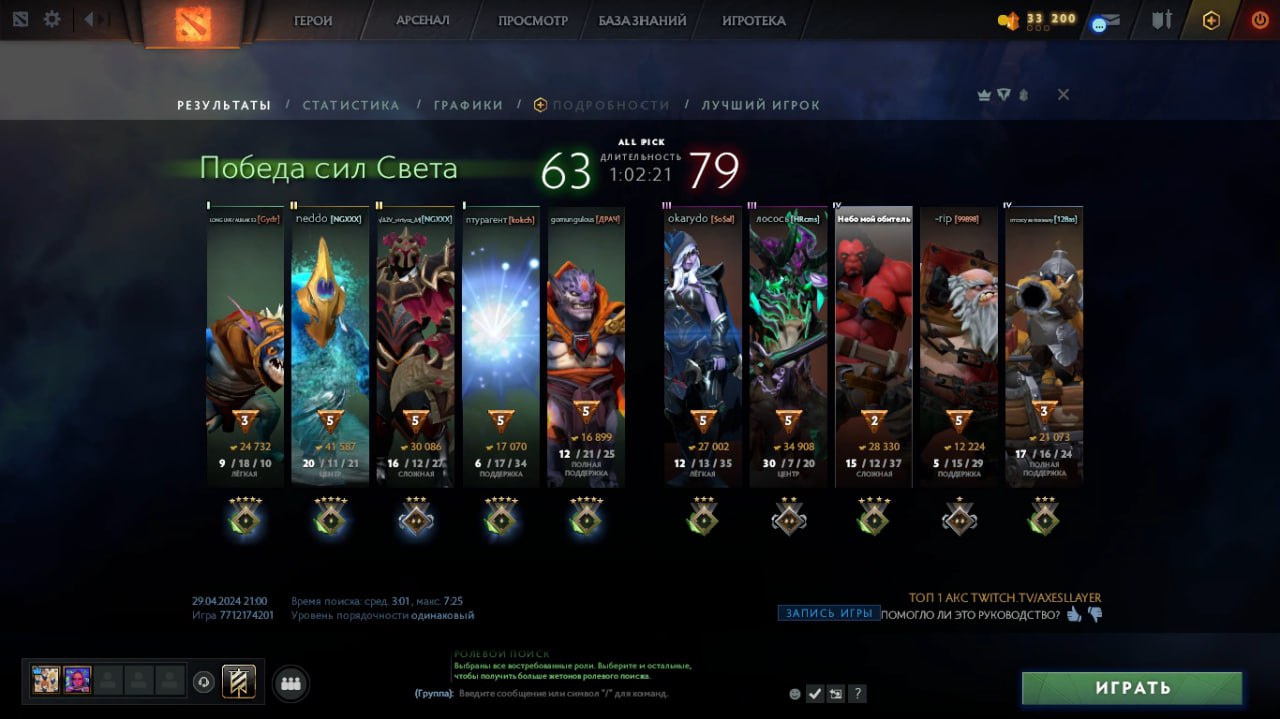 ГЕРОИ
АРСЕНАЛ
ПРОСМОТР
БАЗА ЗНАНИЙ
ИГРОТЕКА
33 200
РЕЗУЛЬТАТЫ / СТАТИСТИКА / ГРАФИКИ / ПОДРОБНОСТИ / ЛУЧШИЙ ИГРОК
Победа сил Света
63
ALL PICK
ДЛИТЕЛЬНОСТЬ
1:02:21
79
[Gydr]
neddo [NGXXX]
[NGXXX]
птурагент [kokch]
gomungulous [ДРАЧ]
okarydo [SoSal]
лосось [HRcms]
Небо мой обитель
-rip [99898]
[128as]
3
5
5
5
5
5
5
2
5
3
24 732
41 587
30 086
17 070
16 899
27 002
34 908
28 330
12 224
21 073
9 / 18 / 10
20 / 11 / 21
16 / 12 / 27
6 / 17 / 34
12 / 21 / 25
12 / 13 / 35
30 / 7 / 20
15 / 12 / 37
5 / 15 / 29
17 / 16 / 24
ЛЁГКАЯ
ЦЕНТР
СЛОЖНАЯ
ПОДДЕРЖКА
ПОЛНАЯ
ПОДДЕРЖКА
ЛЁГКАЯ
ЦЕНТР
СЛОЖНАЯ
ПОДДЕРЖКА
ПОЛНАЯ
ПОДДЕРЖКА
29.04.2024 21:00
Время поиска: сред. 3:01, макс. 7:25
Игра 7712174201
Уровень порядочности одинаковый
ТОП 1 АКС TWITCH.TV/AXESLLAYER
ЗАПИСЬ ИГРЫ
ПОМОГЛО ЛИ ЭТО РУКОВОДСТВО?
РОЛЕВОЙ ПОИСК
Выбраны все востребованные роли. Выберите и остальные,
чтобы получить больше жетонов ролевого поиска.
(Группа): Введите сообщение или символ "/" для команд.
?
ИГРАТЬ